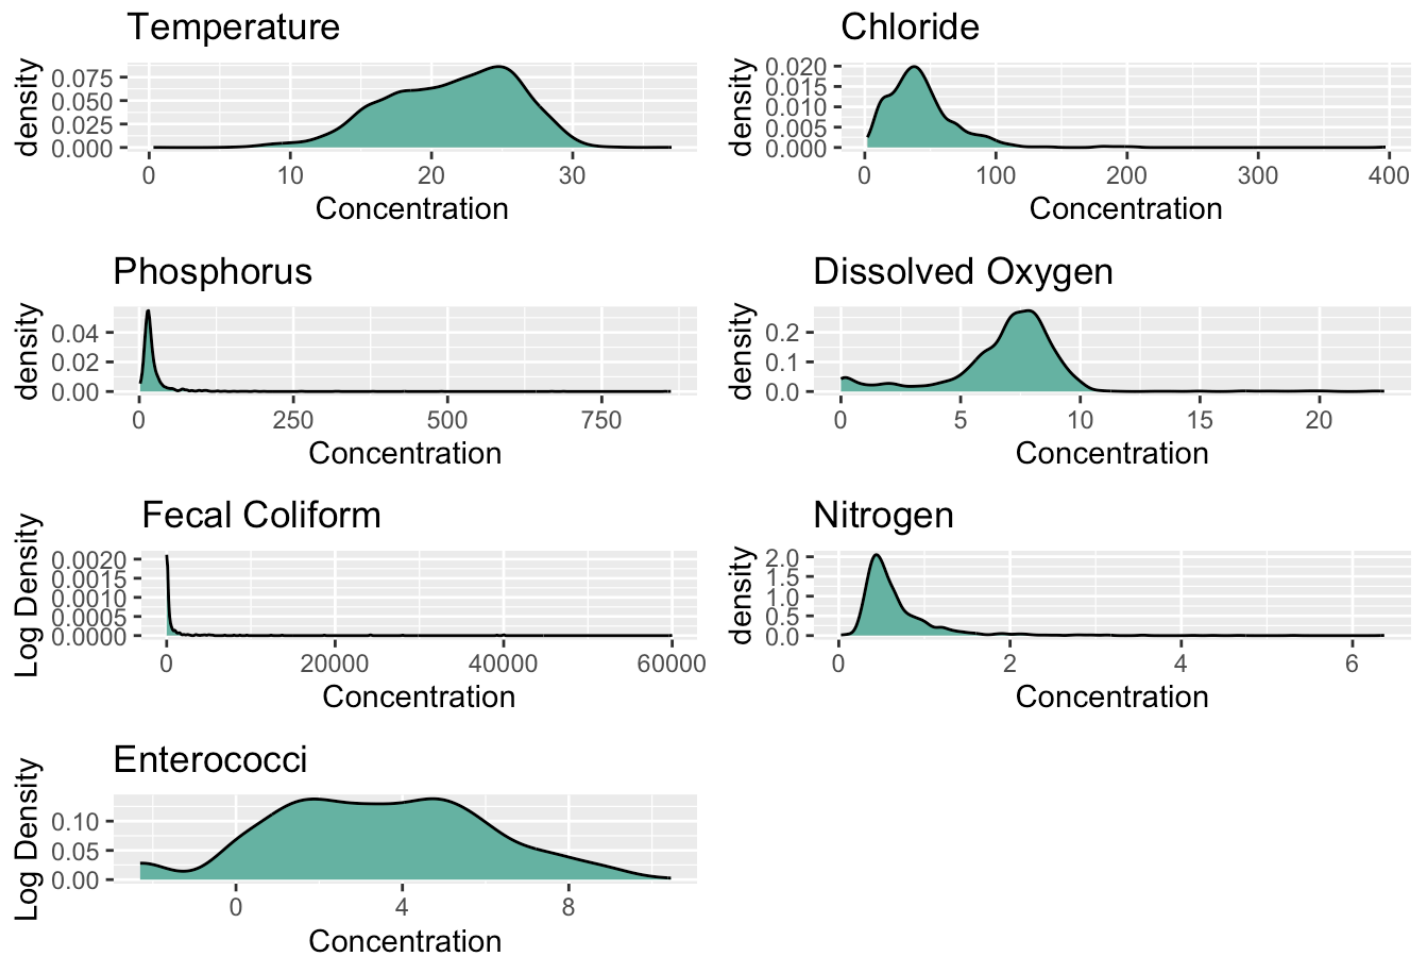 Temperature
density
0.075
0.050
0.025
0.000
0 10 20 30
Concentration
Chloride
density
0.020
0.015
0.010
0.005
0.000
0 100 200 300 400
Concentration
Phosphorus
density
0.04
0.02
0.00
0 250 500 750
Concentration
Dissolved Oxygen
density
0.2
0.1
0.0
0 5 10 15 20
Concentration
Fecal Coliform
Log Density
0.0020
0.0015
0.0010
0.0005
0.0000
0 20000 40000 60000
Concentration
Nitrogen
density
2.0
1.5
1.0
0.5
0.0
0 2 4 6
Concentration
Enterococci
Log Density
0.10
0.05
0.00
0 4 8
Concentration